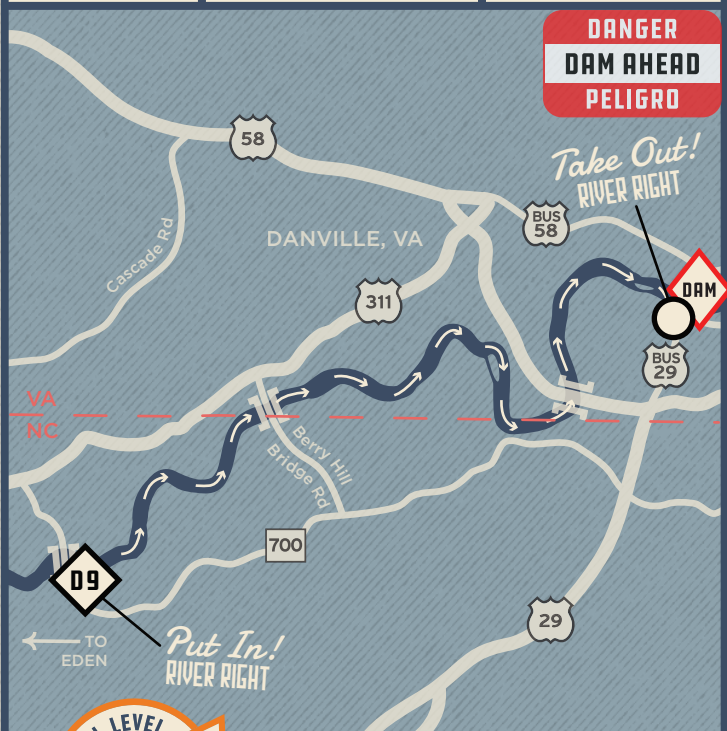 DANGER
DAM AHEAD
PELIGRO
58
Take Out!
RIVER RIGHT
BUS
58
Cascade Rd
DANVILLE, VA
DAM
311
BUS
29
VA
NC
Berry Hill
Bridge Rd
700
D9
29
TO
EDEN
Put In!
RIVER RIGHT
LEVEL